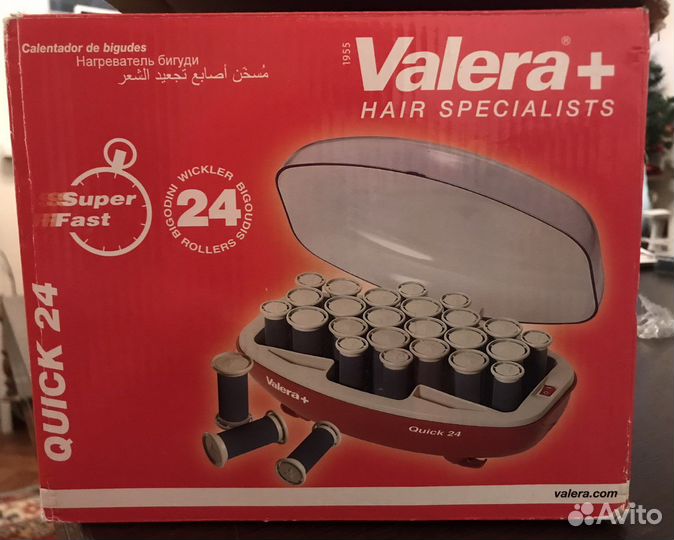 Calentador de bigudes
Нагреватель бигуди
مُسخّن أصابع تجعيد الشعر
1955
Valera+®
HAIR SPECIALISTS
Super
Fast
BIGODINI WICKLER BIGOUDIS ROLLERS
24
QUICK 24
Valera+
Quick 24
valera.com
Avito